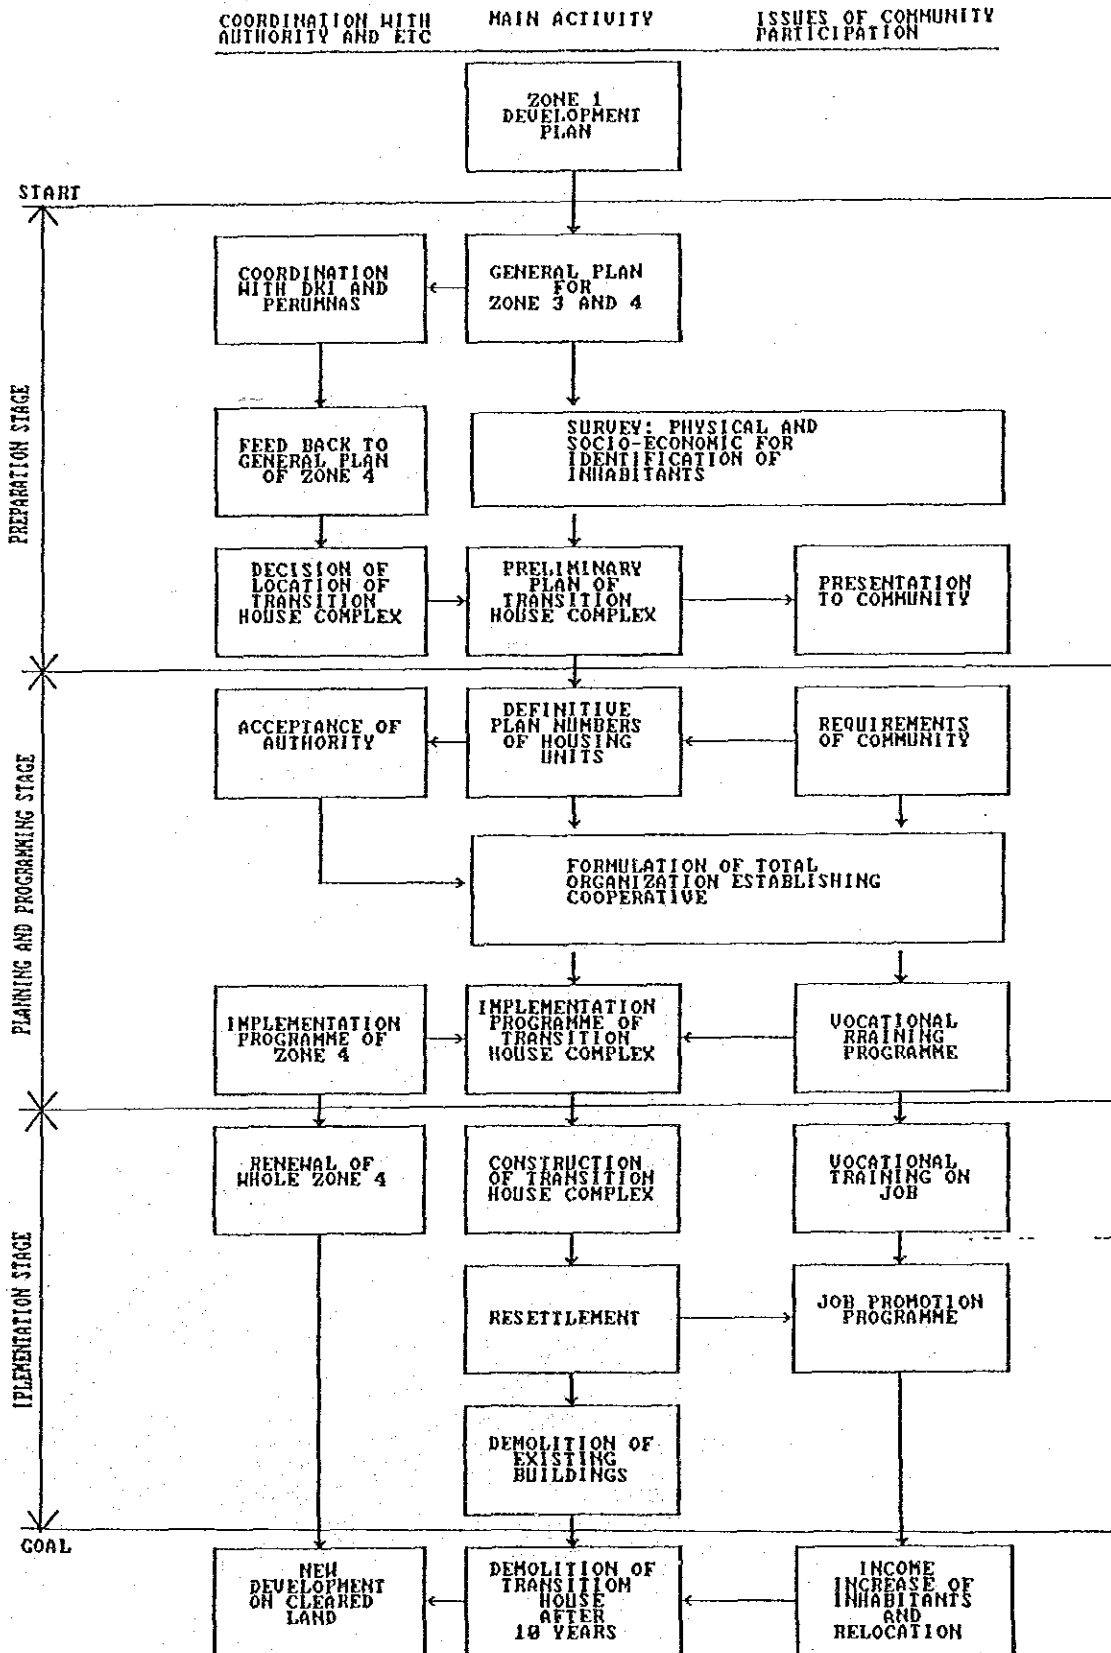 COORDINATION WITH
AUTHORITY AND ETC
MAIN ACTIVITY
ISSUES OF COMMUNITY
PARTICIPATION
ZONE 1
DEVELOPMENT
PLAN
START
PREPARATION STAGE
COORDINATION
WITH DKI AND
PERUMNAS
GENERAL PLAN
FOR
ZONE 3 AND 4
FEED BACK TO
GENERAL PLAN
OF ZONE 4
SURVEY: PHYSICAL AND
SOCIO-ECONOMIC FOR
IDENTIFICATION OF
INHABITANTS
DECISION OF
LOCATION OF
TRANSITION
HOUSE COMPLEX
PRELIMINARY
PLAN OF
TRANSITION
HOUSE COMPLEX
PRESENTATION
TO COMMUNITY
PLANNING AND PROGRAMMING STAGE
ACCEPTANCE OF
AUTHORITY
DEFINITIVE
PLAN NUMBERS
OF HOUSING
UNITS
REQUIREMENTS
OF COMMUNITY
FORMULATION OF TOTAL
ORGANIZATION ESTABLISHING
COOPERATIVE
IMPLEMENTATION
PROGRAMME OF
ZONE 4
IMPLEMENTATION
PROGRAMME OF
TRANSITION
HOUSE COMPLEX
VOCATIONAL
RRAINING
PROGRAMME
IPLEMENTATION STAGE
RENEWAL OF
WHOLE ZONE 4
CONSTRUCTION
OF TRANSITION
HOUSE COMPLEX
VOCATIONAL
TRAINING ON
JOB
RESETTLEMENT
JOB PROMOTION
PROGRAMME
DEMOLITION OF
EXISTING
BUILDINGS
GOAL
NEW
DEVELOPMENT
ON CLEARED
LAND
DEMOLITION OF
TRANSITION
HOUSE
AFTER
10 YEARS
INCOME
INCREASE OF
INHABITANTS
AND
RELOCATION